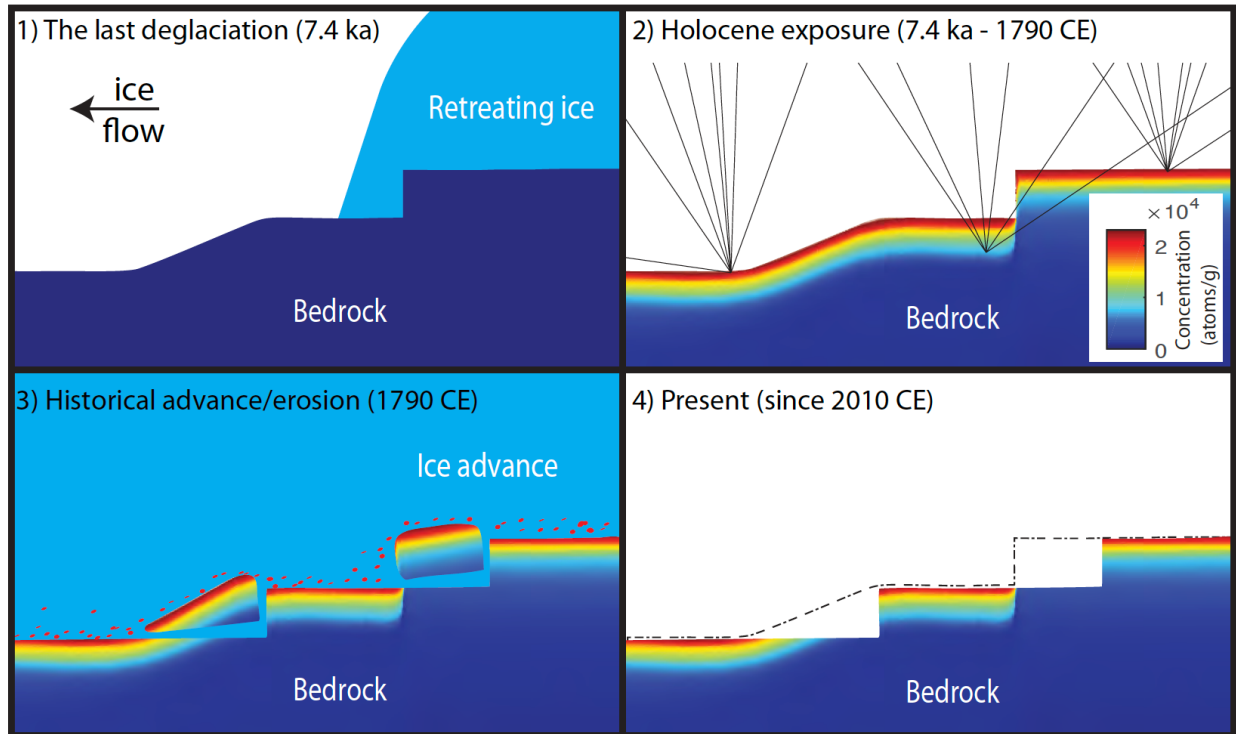 1) The last deglaciation (7.4 ka)
ice
flow
Retreating ice
Bedrock
2) Holocene exposure (7.4 ka - 1790 CE)
×10⁴
2
1
0
Concentration
(atoms/g)
Bedrock
3) Historical advance/erosion (1790 CE)
Ice advance
Bedrock
4) Present (since 2010 CE)
Bedrock